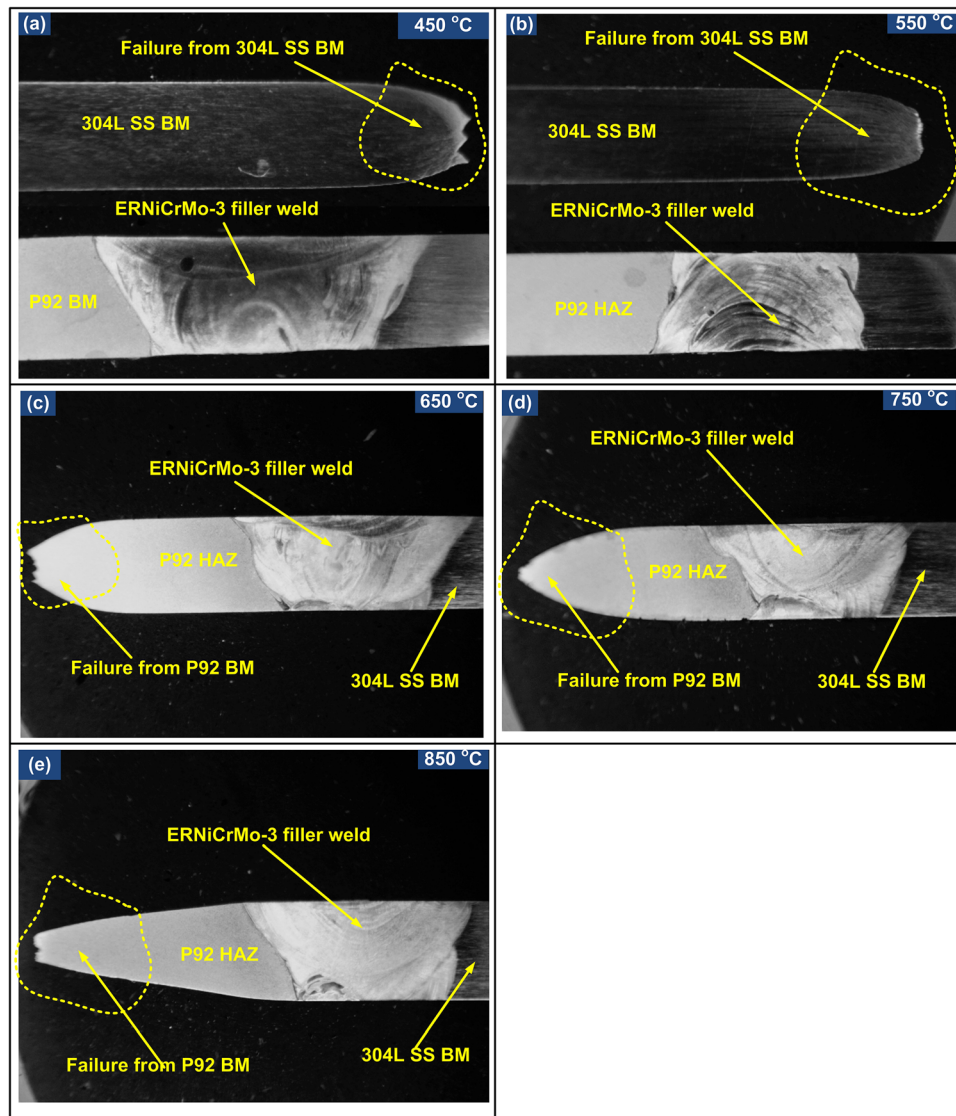 (a)
450 °C
Failure from 304L SS BM
304L SS BM
ERNiCrMo-3 filler weld
P92 BM
(b)
550 °C
Failure from 304L SS BM
304L SS BM
ERNiCrMo-3 filler weld
P92 HAZ
(c)
650 °C
ERNiCrMo-3 filler weld
P92 HAZ
Failure from P92 BM
304L SS BM
(d)
750 °C
ERNiCrMo-3 filler weld
P92 HAZ
Failure from P92 BM
304L SS BM
(e)
850 °C
ERNiCrMo-3 filler weld
P92 HAZ
304L SS BM
Failure from P92 BM